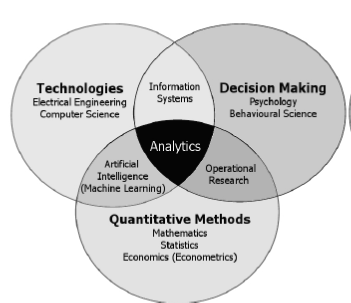 Technologies
Electrical Engineering
Computer Science
Information
Systems
Decision Making
Psychology
Behavioural Science
Analytics
Artificial
Intelligence
(Machine Learning)
Operational
Research
Quantitative Methods
Mathematics
Statistics
Economics (Econometrics)